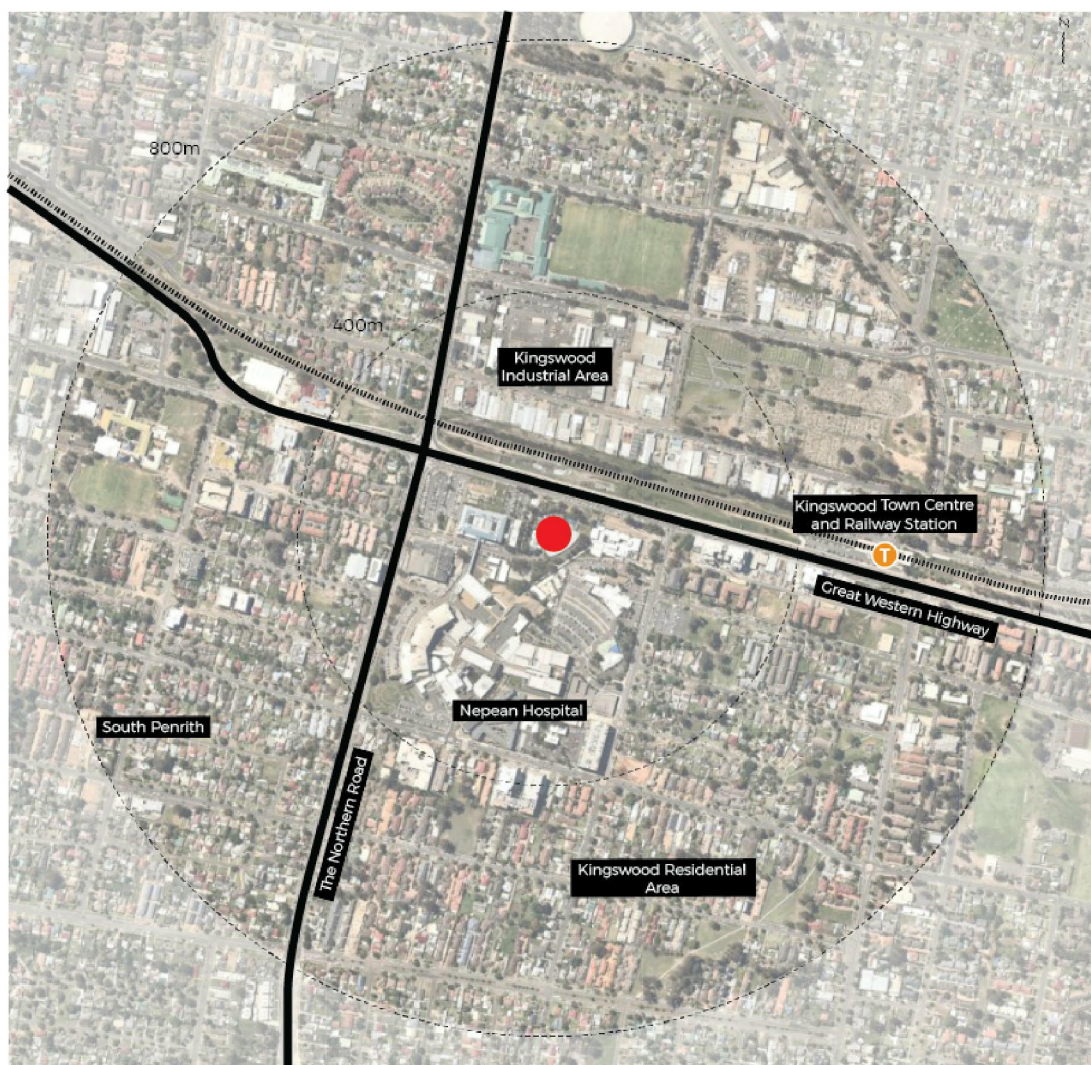 N
800m
400m
Kingswood
Industrial Area
Kingswood Town Centre
and Railway Station
T
Great Western Highway
Nepean Hospital
South Penrith
The Northern Road
Kingswood Residential
Area